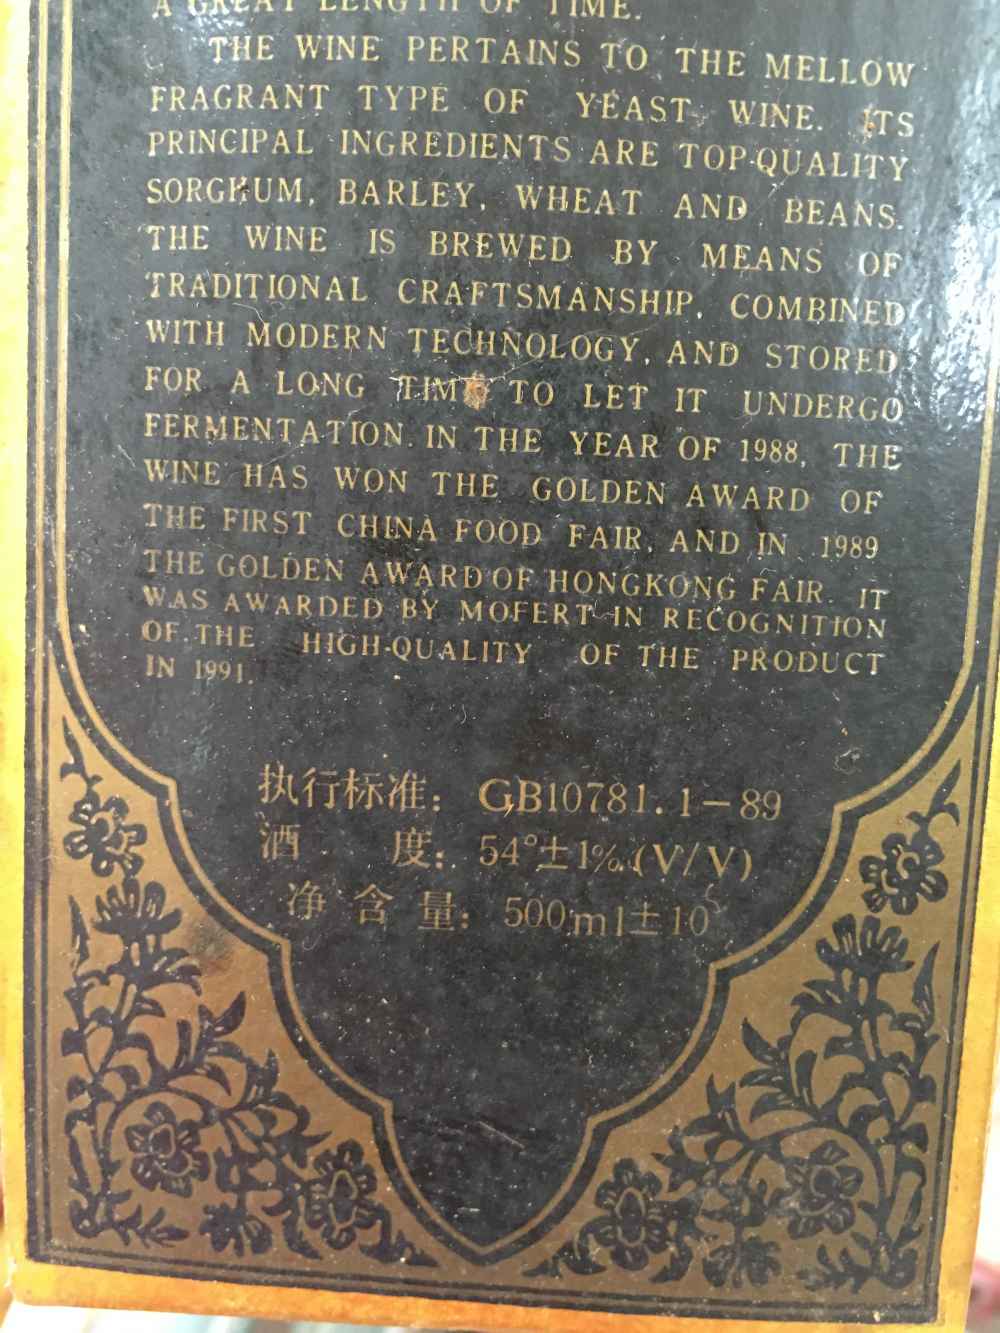 A GREAT LENGTH OF TIME.
THE WINE PERTAINS TO THE MELLOW
FRAGRANT TYPE OF YEAST WINE. ITS
PRINCIPAL INGREDIENTS ARE TOP-QUALITY
SORGHUM, BARLEY, WHEAT AND BEANS.
THE WINE IS BREWED BY MEANS OF
TRADITIONAL CRAFTSMANSHIP, COMBINED
WITH MODERN TECHNOLOGY, AND STORED
FOR A LONG TIME TO LET IT UNDERGO
FERMENTATION. IN THE YEAR OF 1988, THE
WINE HAS WON THE GOLDEN AWARD OF
THE FIRST CHINA FOOD FAIR, AND IN 1989
THE GOLDEN AWARD OF HONGKONG FAIR. IT
WAS AWARDED BY MOFERT IN RECOGNITION
OF THE HIGH-QUALITY OF THE PRODUCT
IN 1991.
执行标准: GB10781.1-89
酒 度: 54°±1%(V/V)
净含量: 500ml±10